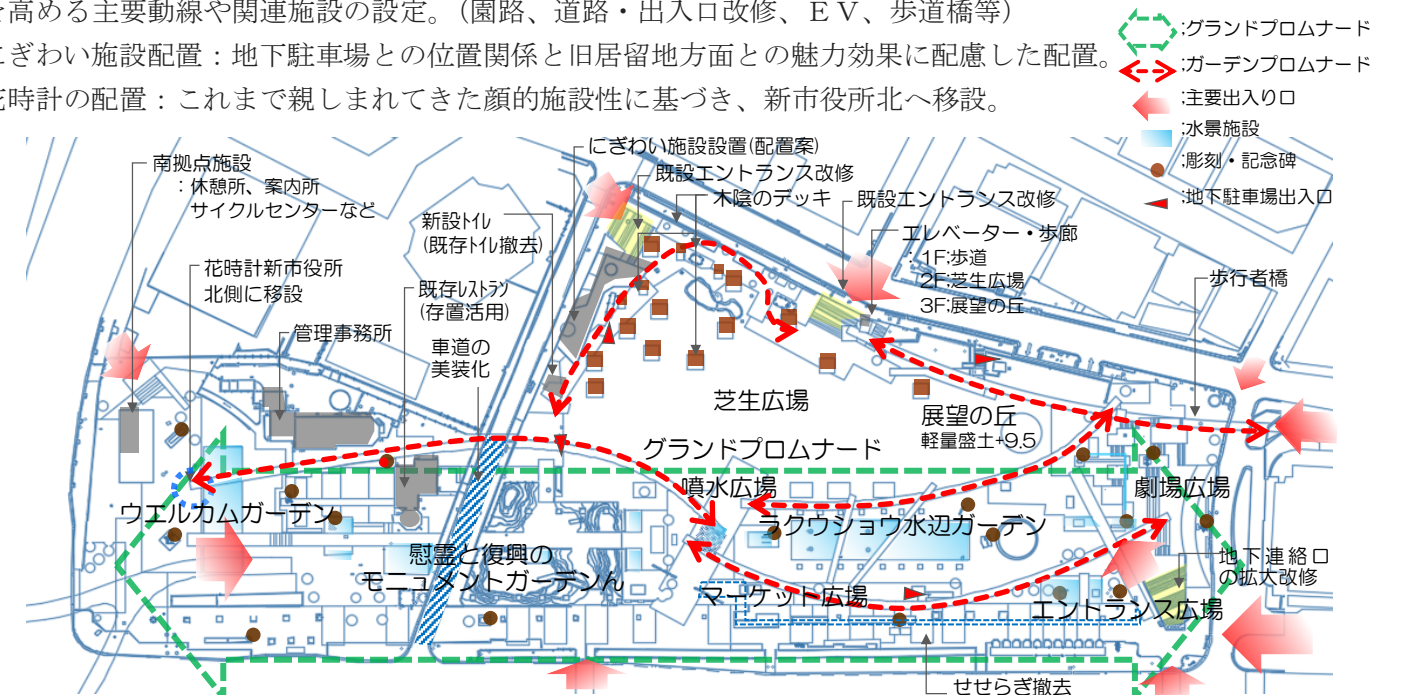 を高める主要動線や関連施設の設定。(園路、道路・出入口改修、ＥＶ、歩道橋等)
にぎわい施設配置：地下駐車場との位置関係と旧居留地方面との魅力効果に配慮した配置。
花時計の配置：これまで親しまれてきた顔的施設性に基づき、新市役所北へ移設。
:グランドプロムナード
:ガーデンプロムナード
:主要出入り口
:水景施設
:彫刻・記念碑
:地下駐車場出入口
南拠点施設
：休憩所、案内所
サイクルセンターなど
にぎわい施設設置(配置案)
既設エントランス改修
木陰のデッキ
既設エントランス改修
新設ﾄｲﾚ
(既存ﾄｲﾚ撤去)
エレベーター・歩廊
：1F:歩道
2F:芝生広場
3F:展望の丘
歩行者橋
花時計新市役所
北側に移設
既存ﾚｽﾄﾗﾝ
(存置活用)
管理事務所
車道の
美装化
芝生広場
展望の丘
軽量盛土+9.5
グランドプロムナード
噴水広場
劇場広場
ウエルカムガーデン
ラクウショウ水辺ガーデン
慰霊と復興の
モニュメントガーデンん
マーケット広場
地下連絡口
の拡大改修
エントランス広場
せせらぎ撤去